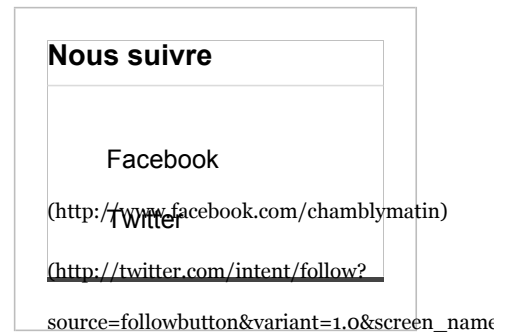 Nous suivre
Facebook
(http://www.facebook.com/chamblymatin)
Twitter
(http://twitter.com/intent/follow?
source=followbutton&variant=1.0&screen_name